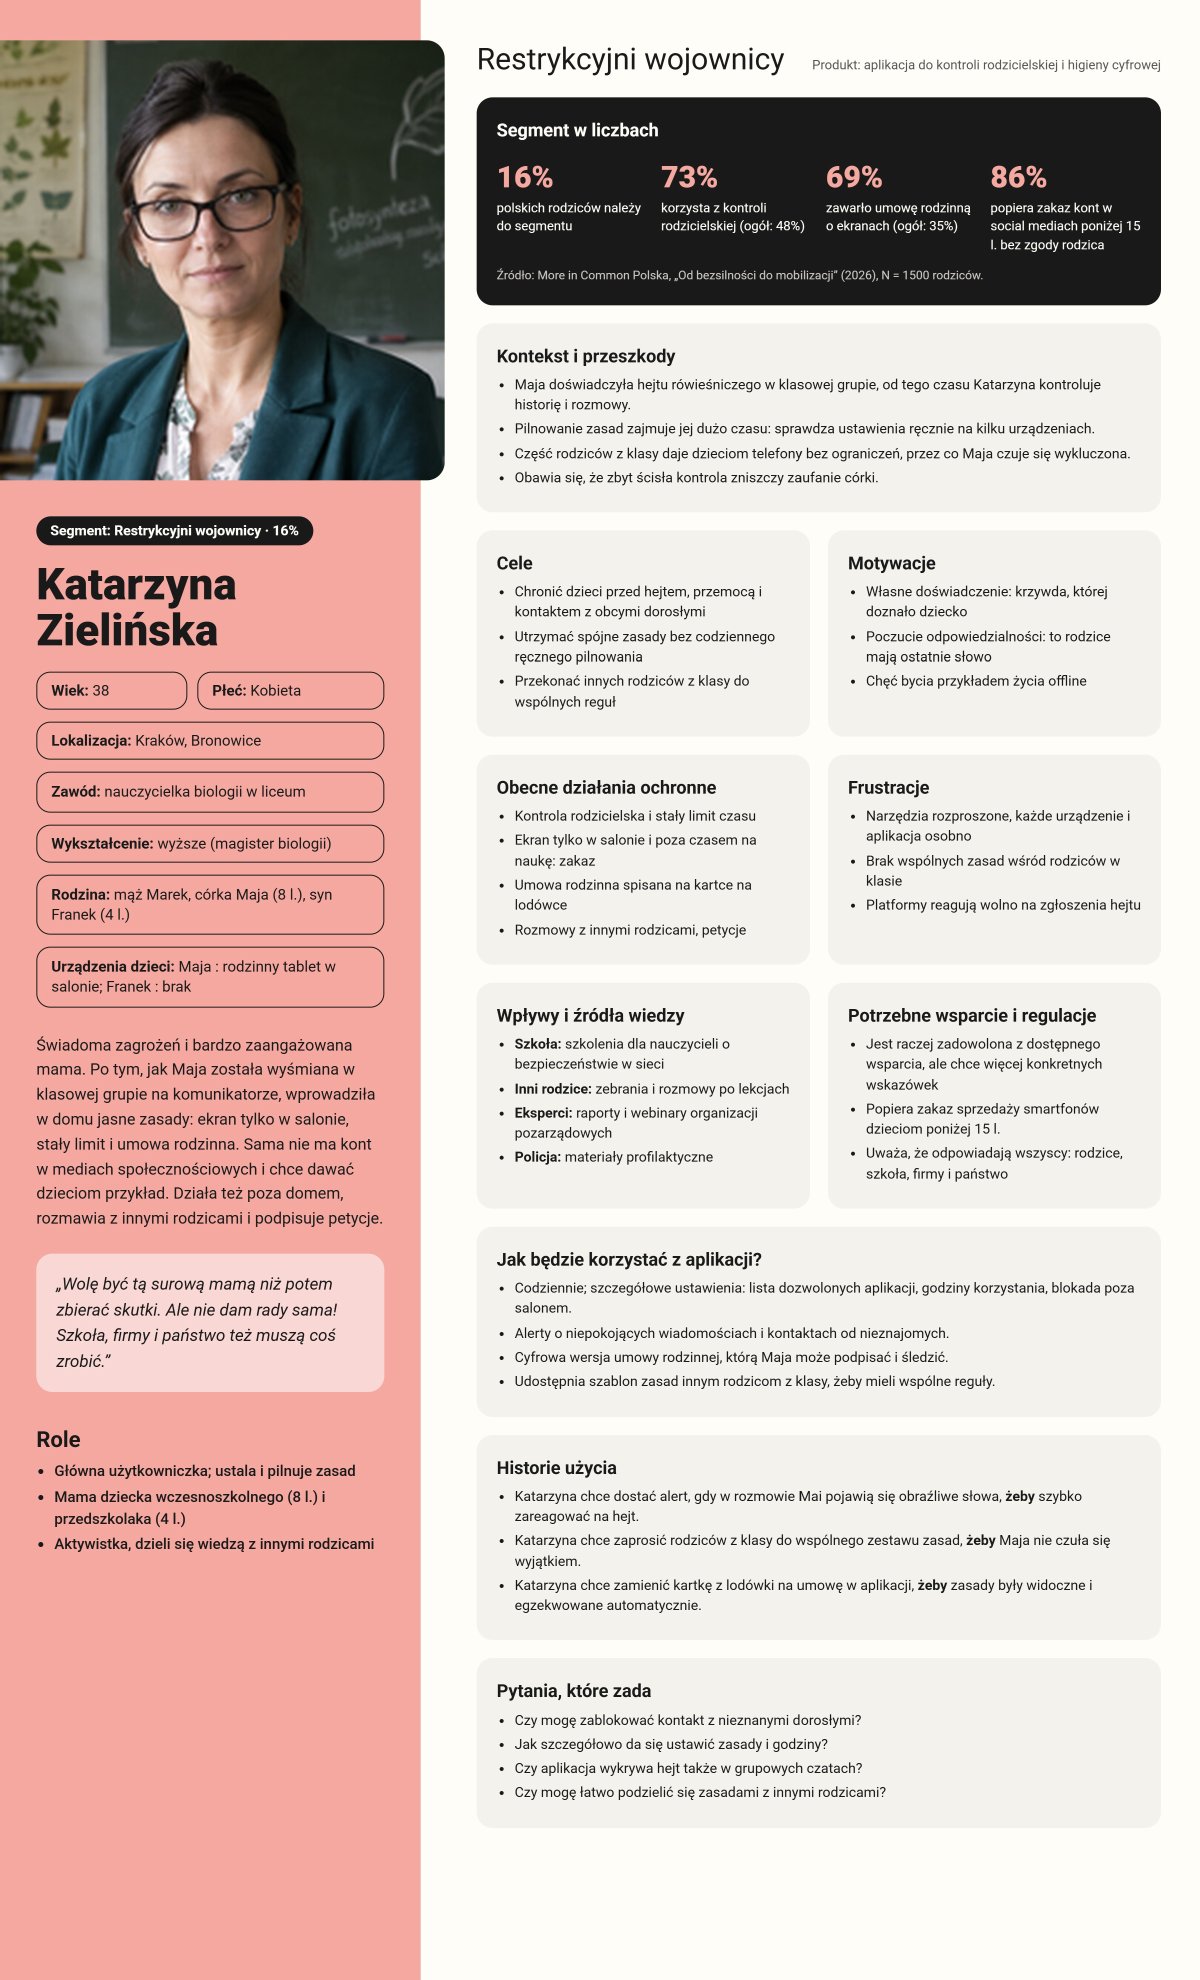 fotosynteza
Restrykcyjni wojownicy
Produkt: aplikacja do kontroli rodzicielskiej i higieny cyfrowej
Segment w liczbach
16%
polskich rodziców należy
do segmentu
73%
korzysta z kontroli
rodzicielskiej (ogół: 48%)
69%
zawarło umowę rodzinną
o ekranach (ogół: 35%)
86%
popiera zakaz kont w
social mediach poniżej 15
l. bez zgody rodzica
Źródło: More in Common Polska, „Od bezsilności do mobilizacji” (2026), N = 1500 rodziców.
Segment: Restrykcyjni wojownicy · 16%
Katarzyna
Zielińska
Wiek: 38
Płeć: Kobieta
Lokalizacja: Kraków, Bronowice
Zawód: nauczycielka biologii w liceum
Wykształcenie: wyższe (magister biologii)
Rodzina: mąż Marek, córka Maja (8 l.), syn
Franek (4 l.)
Urządzenia dzieci: Maja : rodzinny tablet w
salonie; Franek : brak
Świadoma zagrożeń i bardzo zaangażowana
mama. Po tym, jak Maja została wyśmiana w
klasowej grupie na komunikatorze, wprowadziła
w domu jasne zasady: ekran tylko w salonie,
stały limit i umowa rodzinna. Sama nie ma kont
w mediach społecznościowych i chce dawać
dzieciom przykład. Działa też poza domem,
rozmawia z innymi rodzicami i podpisuje petycje.
„Wolę być tą surową mamą niż potem
zbierać skutki. Ale nie dam rady sama!
Szkoła, firmy i państwo też muszą coś
zrobić.”
Role
• Główna użytkowniczka; ustala i pilnuje zasad
• Mama dziecka wczesnoszkolnego (8 l.) i
przedszkolaka (4 l.)
• Aktywistka, dzieli się wiedzą z innymi rodzicami
Kontekst i przeszkody
• Maja doświadczyła hejtu rówieśniczego w klasowej grupie, od tego czasu Katarzyna kontroluje
historię i rozmowy.
• Pilnowanie zasad zajmuje jej dużo czasu: sprawdza ustawienia ręcznie na kilku urządzeniach.
• Część rodziców z klasy daje dzieciom telefony bez ograniczeń, przez co Maja czuje się wykluczona.
• Obawia się, że zbyt ścisła kontrola zniszczy zaufanie córki.
Cele
• Chronić dzieci przed hejtem, przemocą i
kontaktem z obcymi dorosłymi
• Utrzymać spójne zasady bez codziennego
ręcznego pilnowania
• Przekonać innych rodziców z klasy do
wspólnych reguł
Motywacje
• Własne doświadczenie: krzywda, której
doznało dziecko
• Poczucie odpowiedzialności: to rodzice
mają ostatnie słowo
• Chęć bycia przykładem życia offline
Obecne działania ochronne
• Kontrola rodzicielska i stały limit czasu
• Ekran tylko w salonie i poza czasem na
naukę: zakaz
• Umowa rodzinna spisana na kartce na
lodówce
• Rozmowy z innymi rodzicami, petycje
Frustracje
• Narzędzia rozproszone, każde urządzenie i
aplikacja osobno
• Brak wspólnych zasad wśród rodziców w
klasie
• Platformy reagują wolno na zgłoszenia hejtu
Wpływy i źródła wiedzy
• Szkoła: szkolenia dla nauczycieli o
bezpieczeństwie w sieci
• Inni rodzice: zebrania i rozmowy po lekcjach
• Eksperci: raporty i webinary organizacji
pozarządowych
• Policja: materiały profilaktyczne
Potrzebne wsparcie i regulacje
• Jest raczej zadowolona z dostępnego
wsparcia, ale chce więcej konkretnych
wskazówek
• Popiera zakaz sprzedaży smartfonów
dzieciom poniżej 15 l.
• Uważa, że odpowiadają wszyscy: rodzice,
szkoła, firmy i państwo
Jak będzie korzystać z aplikacji?
• Codziennie; szczegółowe ustawienia: lista dozwolonych aplikacji, godziny korzystania, blokada poza
salonem.
• Alerty o niepokojących wiadomościach i kontaktach od nieznajomych.
• Cyfrowa wersja umowy rodzinnej, którą Maja może podpisać i śledzić.
• Udostępnia szablon zasad innym rodzicom z klasy, żeby mieli wspólne reguły.
Historie użycia
• Katarzyna chce dostać alert, gdy w rozmowie Mai pojawią się obraźliwe słowa, żeby szybko
zareagować na hejt.
• Katarzyna chce zaprosić rodziców z klasy do wspólnego zestawu zasad, żeby Maja nie czuła się
wyjątkiem.
• Katarzyna chce zamienić kartkę z lodówki na umowę w aplikacji, żeby zasady były widoczne i
egzekwowane automatycznie.
Pytania, które zada
• Czy mogę zablokować kontakt z nieznanymi dorosłymi?
• Jak szczegółowo da się ustawić zasady i godziny?
• Czy aplikacja wykrywa hejt także w grupowych czatach?
• Czy mogę łatwo podzielić się zasadami z innymi rodzicami?